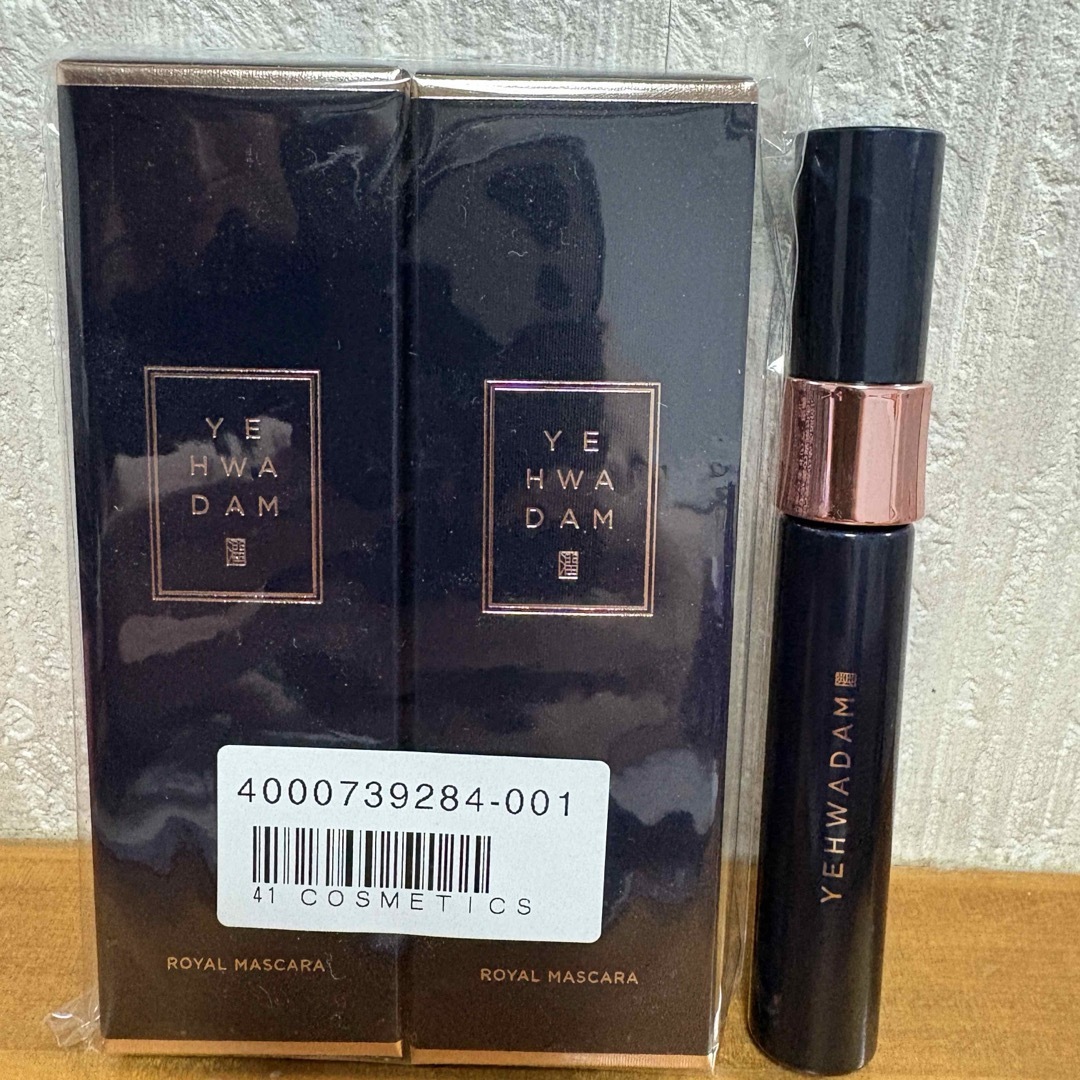 YE
HWA
DAM
YE
HWA
DAM
4000739284-001
41 COSMETICS
ROYAL MASCARA
ROYAL MASCARA
YEHWADAM